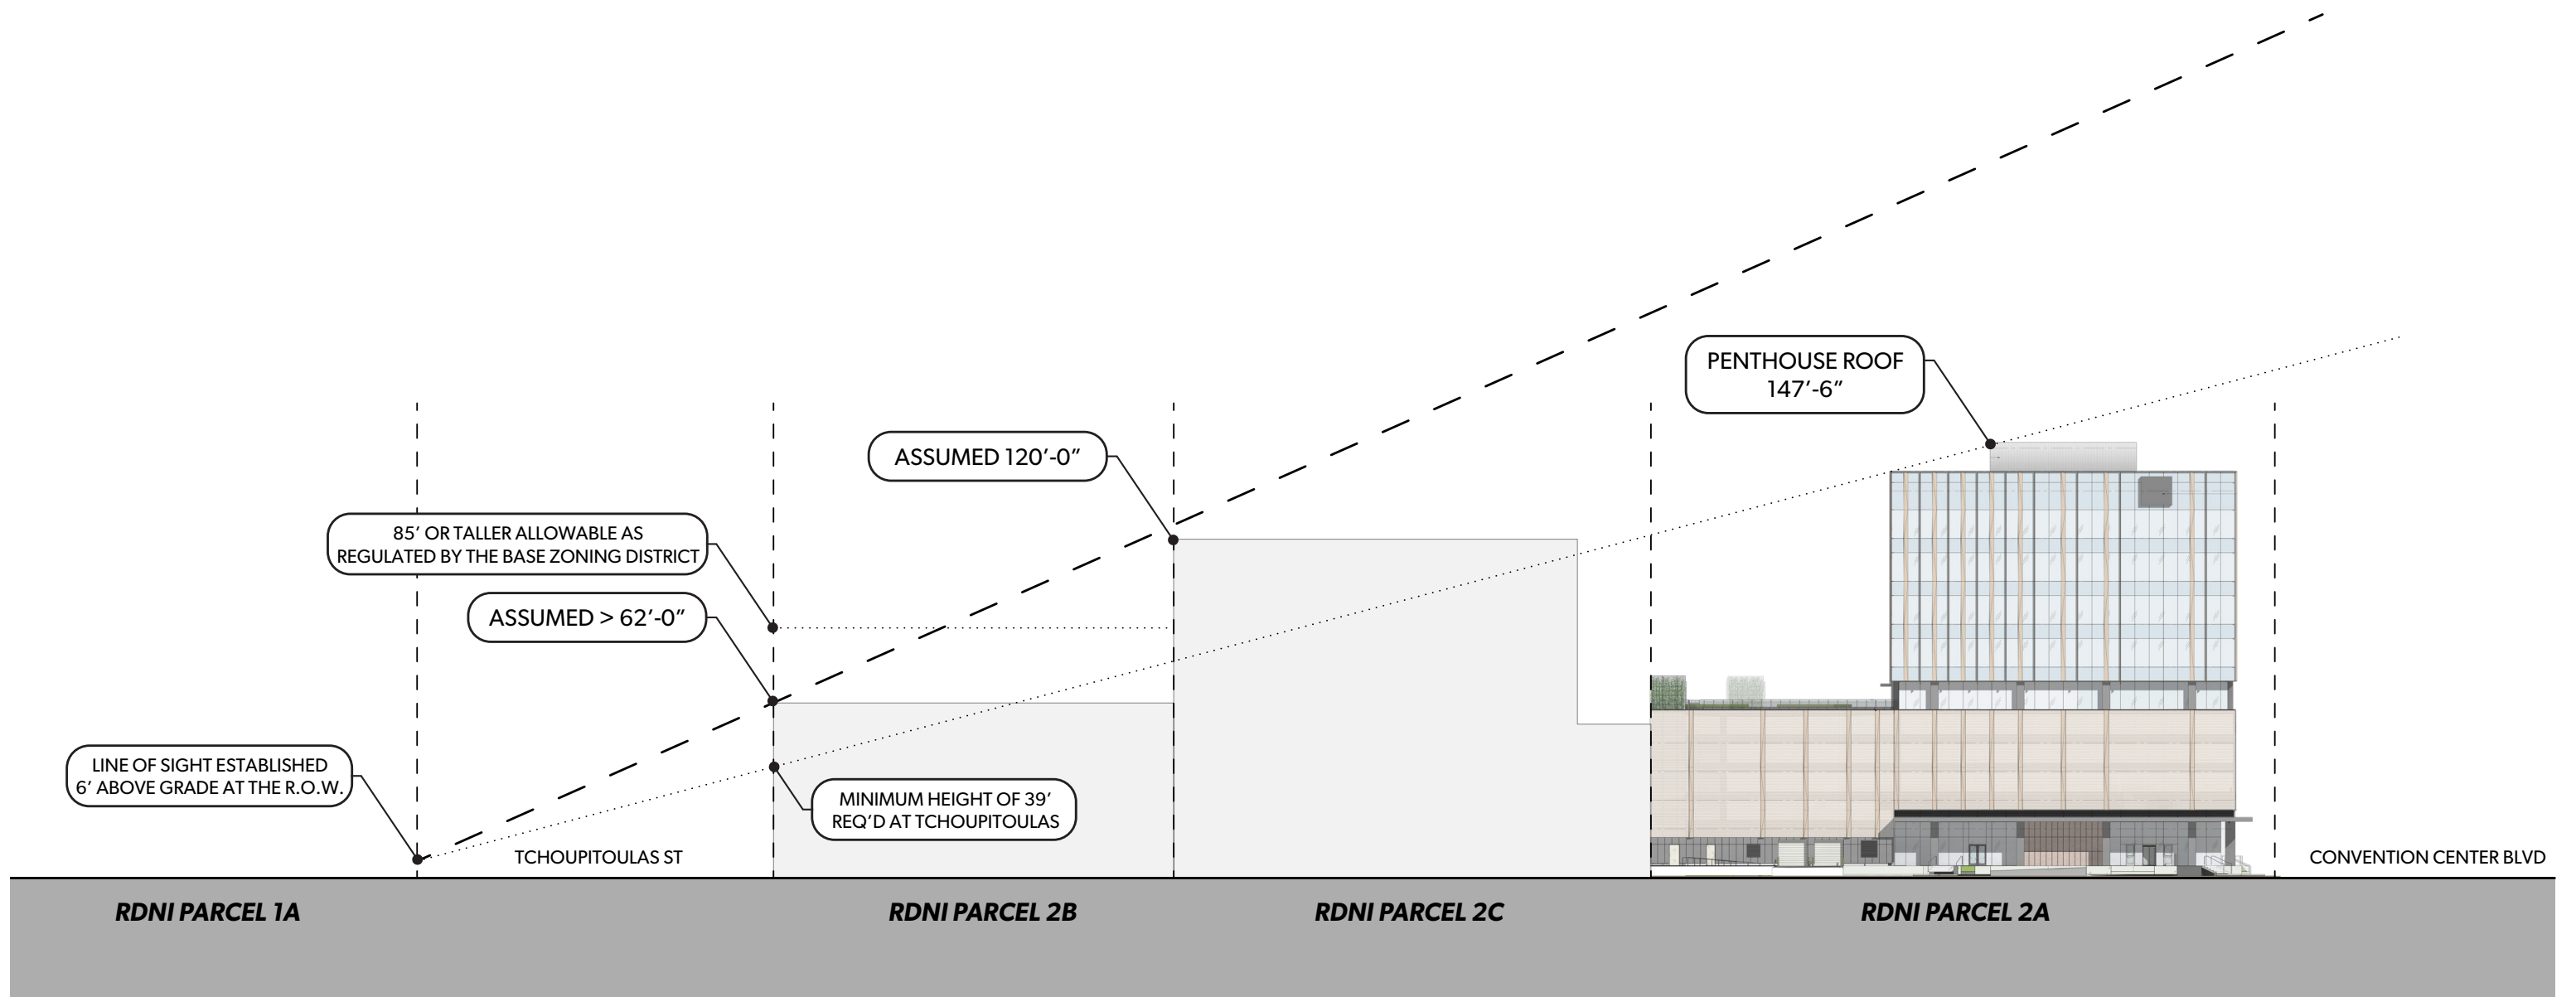 PENTHOUSE ROOF
147’-6”
ASSUMED 120’-0”
85’ OR TALLER ALLOWABLE AS
REGULATED BY THE BASE ZONING DISTRICT
ASSUMED > 62’-0”
LINE OF SIGHT ESTABLISHED
6’ ABOVE GRADE AT THE R.O.W.
MINIMUM HEIGHT OF 39’
REQ’D AT TCHOUPITOULAS
TCHOUPITOULAS ST
CONVENTION CENTER BLVD
RDNI PARCEL 1A
RDNI PARCEL 2B
RDNI PARCEL 2C
RDNI PARCEL 2A